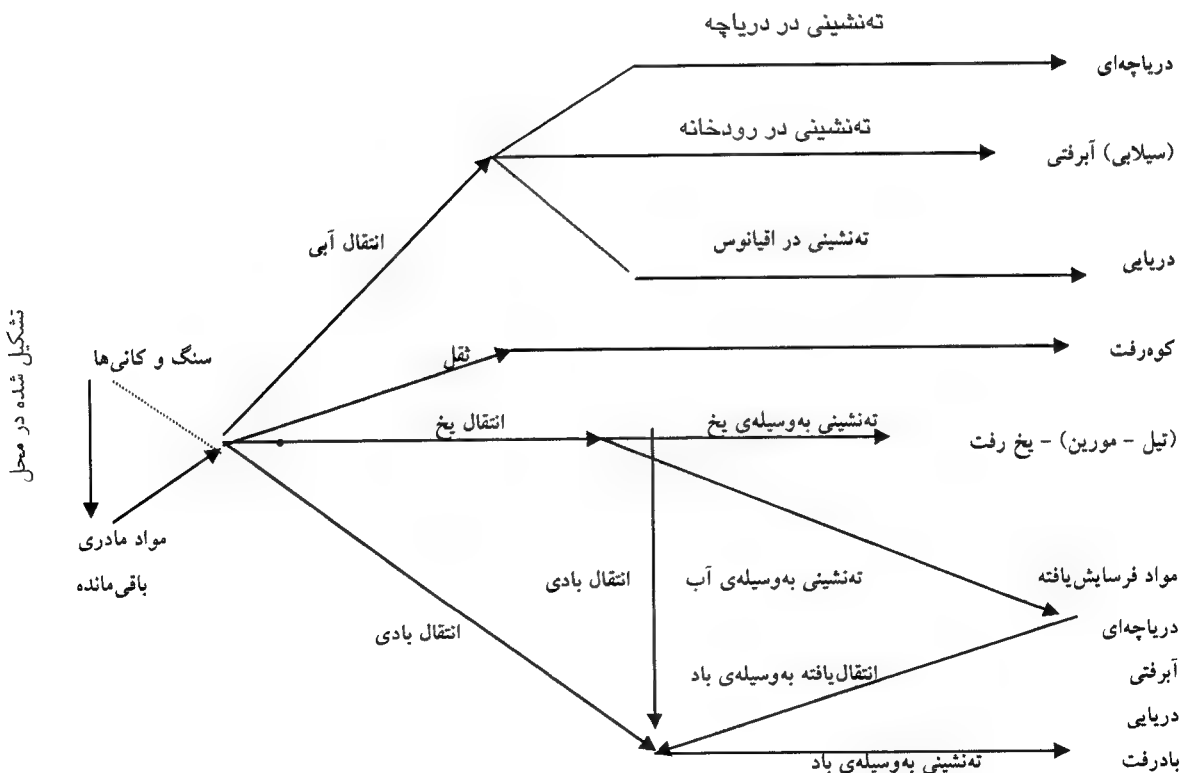 ته‌نشینی در دریاچه
دریاچه‌ای
ته‌نشینی در رودخانه
(سیلابی) آبرفتی
ته‌نشینی در اقیانوس
دریایی
انتقال آبی
تشکیل شده در محل
سنگ و کانی‌ها
ثقل
کوه‌رفت
انتقال یخ
ته‌نشینی به‌وسیله‌ی یخ
(تیل - مورین) - یخ رفت
مواد مادری
باقی‌مانده
انتقال بادی
ته‌نشینی به‌وسیله‌ی آب
انتقال بادی
انتقال‌یافته به‌وسیله‌ی باد
مواد فرسایش‌یافته
دریاچه‌ای
آبرفتی
دریایی
بادرفت
ته‌نشینی به‌وسیله‌ی باد